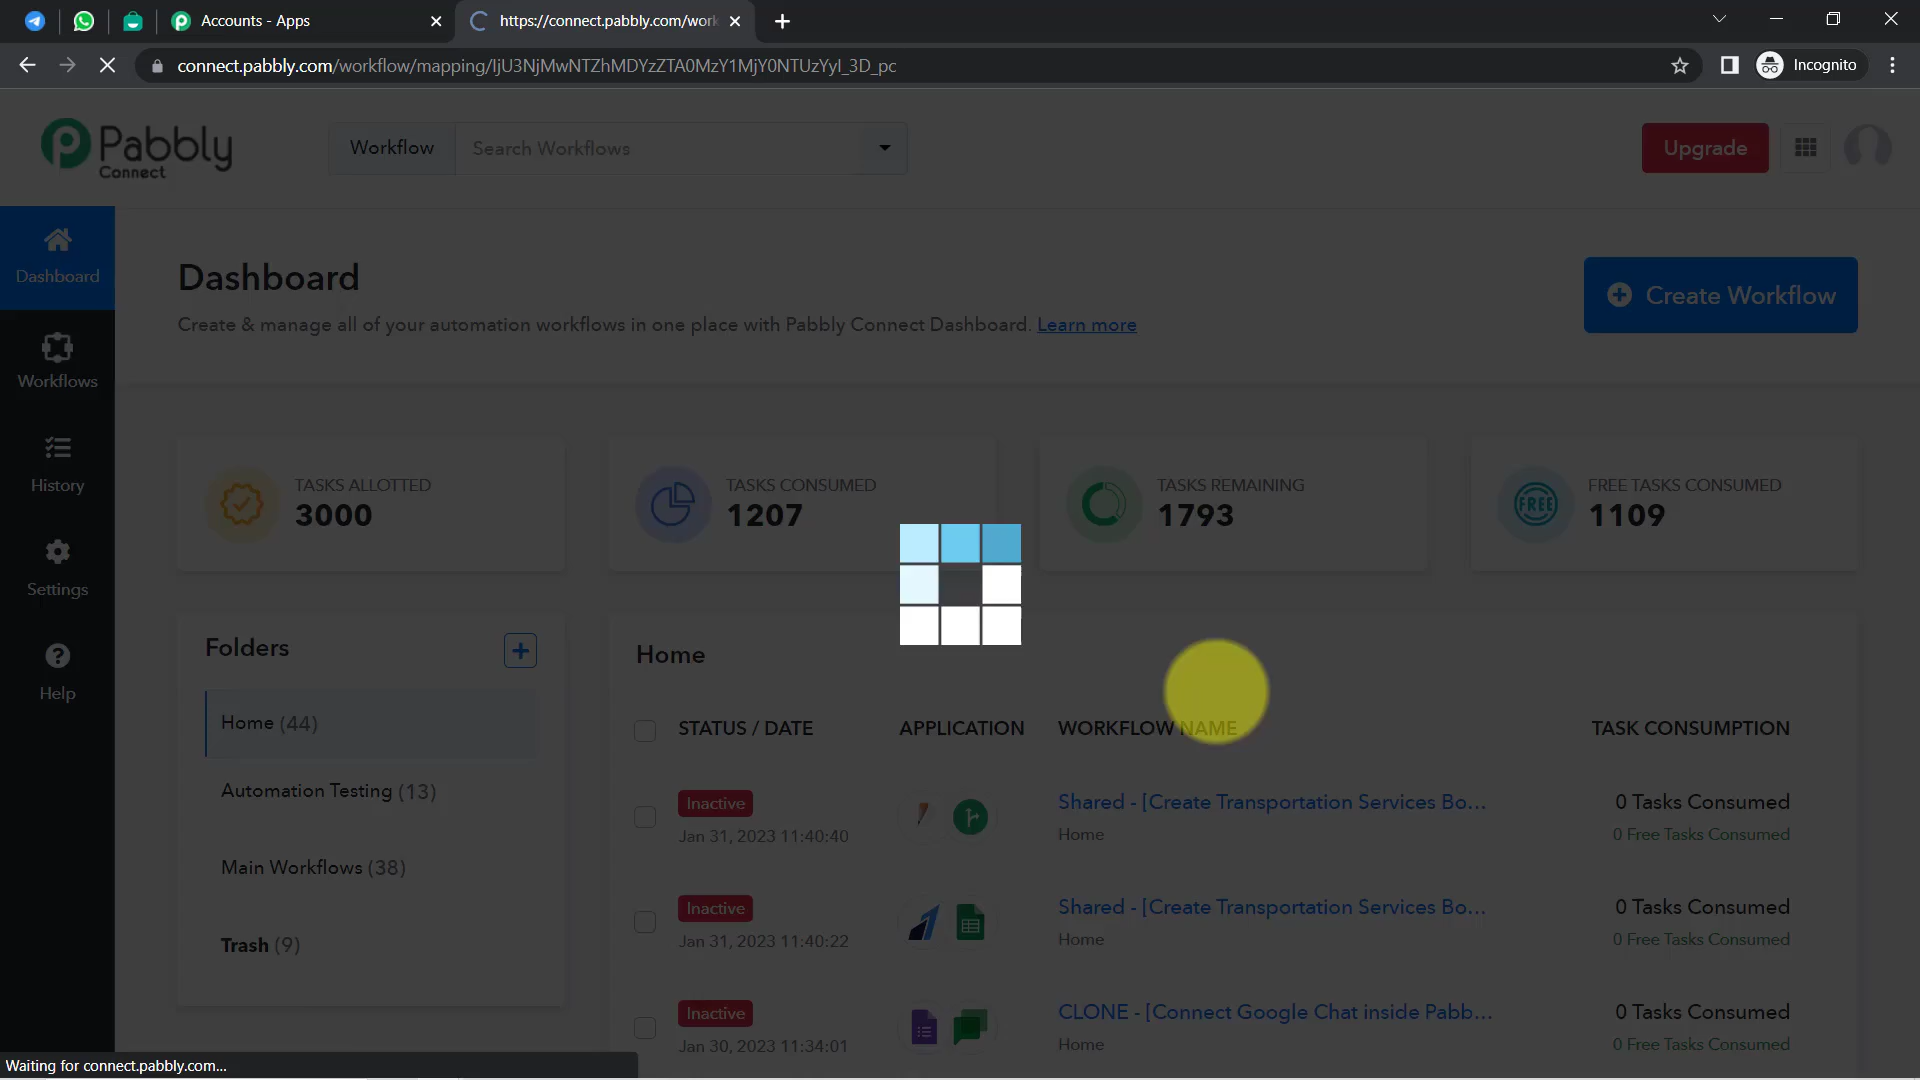 Accounts - Apps
https://connect.pabbly.com/work
connect.pabbly.com/workflow/mapping/IjU3NjMwNTZhMDYzZTA0MzY1MjY0NTUzYyI_3D_pc
Incognito
Pabbly
Connect
Workflow
Search Workflows
Upgrade
Dashboard
Workflows
History
Settings
Help
Dashboard
Create & manage all of your automation workflows in one place with Pabbly Connect Dashboard. Learn more
Create Workflow
TASKS ALLOTTED
3000
TASKS CONSUMED
1207
TASKS REMAINING
1793
FREE
FREE TASKS CONSUMED
1109
Folders
Home (44)
Automation Testing (13)
Main Workflows (38)
Trash (9)
Home
STATUS / DATE
APPLICATION
WORKFLOW NAME
TASK CONSUMPTION
Inactive
Jan 31, 2023 11:40:40
Shared - [Create Transportation Services Bo...
Home
0 Tasks Consumed
0 Free Tasks Consumed
Inactive
Jan 31, 2023 11:40:22
Shared - [Create Transportation Services Bo...
Home
0 Tasks Consumed
0 Free Tasks Consumed
Inactive
Jan 30, 2023 11:34:01
CLONE - [Connect Google Chat inside Pabb...
Home
0 Tasks Consumed
0 Free Tasks Consumed
Waiting for connect.pabbly.com...